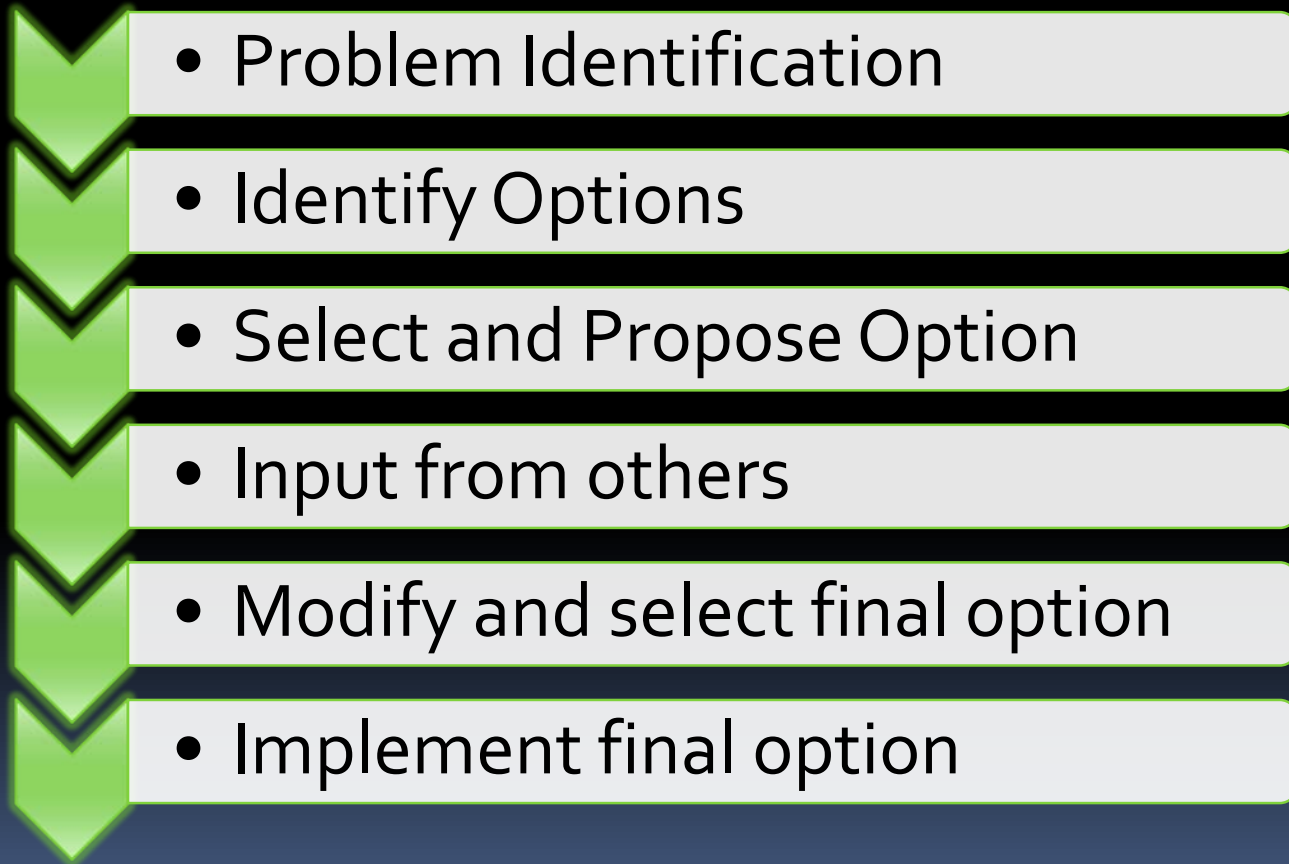 • Problem Identification
• Identify Options
• Select and Propose Option
• Input from others
• Modify and select final option
• Implement final option